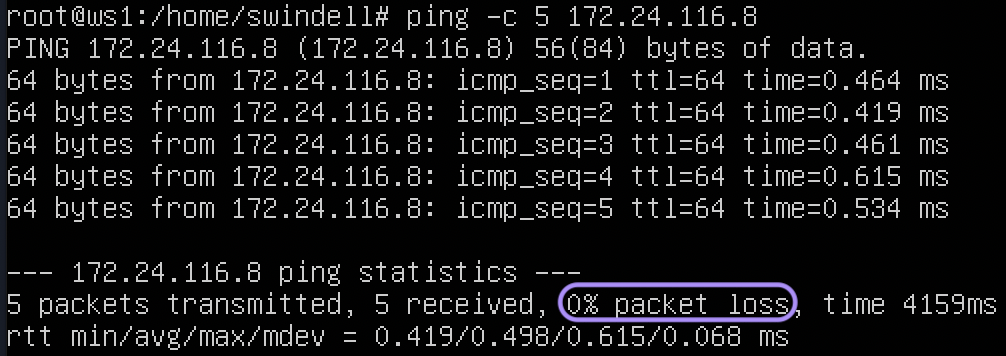 root@ws1:/home/swindell# ping -c 5 172.24.116.8
PING 172.24.116.8 (172.24.116.8) 56(84) bytes of data.
64 bytes from 172.24.116.8: icmp_seq=1 ttl=64 time=0.464 ms
64 bytes from 172.24.116.8: icmp_seq=2 ttl=64 time=0.419 ms
64 bytes from 172.24.116.8: icmp_seq=3 ttl=64 time=0.461 ms
64 bytes from 172.24.116.8: icmp_seq=4 ttl=64 time=0.615 ms
64 bytes from 172.24.116.8: icmp_seq=5 ttl=64 time=0.534 ms
--- 172.24.116.8 ping statistics ---
5 packets transmitted, 5 received, 0% packet loss, time 4159ms
rtt min/avg/max/mdev = 0.419/0.498/0.615/0.068 ms